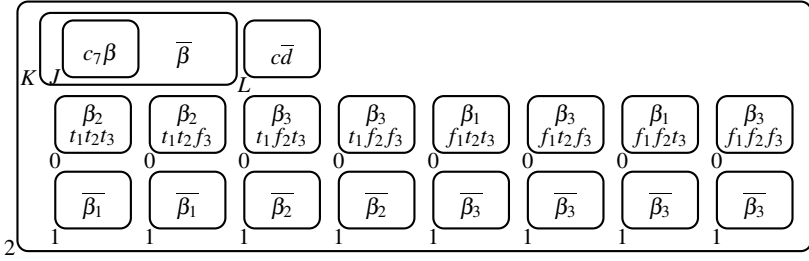 c₇β β̅ cd̅
K J L
β₂ β₂ β₃ β₃ β₁ β₃ β₁ β₃
t₁t₂t₃ t₁t₂f₃ t₁f₂t₃ t₁f₂f₃ f₁t₂t₃ f₁t₂f₃ f₁f₂t₃ f₁f₂f₃
0 0 0 0 0 0 0 0
β̅₁ β̅₁ β̅₂ β̅₂ β̅₃ β̅₃ β̅₃ β̅₃
1 1 1 1 1 1 1 1
2